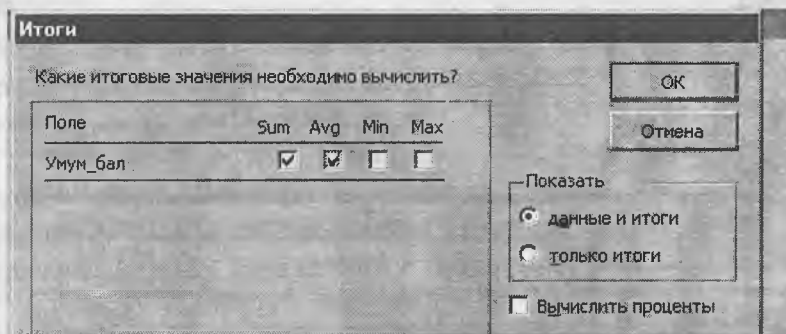 Итоги
Какие итоговые значения необходимо вычислить?
Поле Sum Avg Min Max
Умум_бал
OK
Отмена
Показать
данные и итоги
только итоги
Вычислить проценты